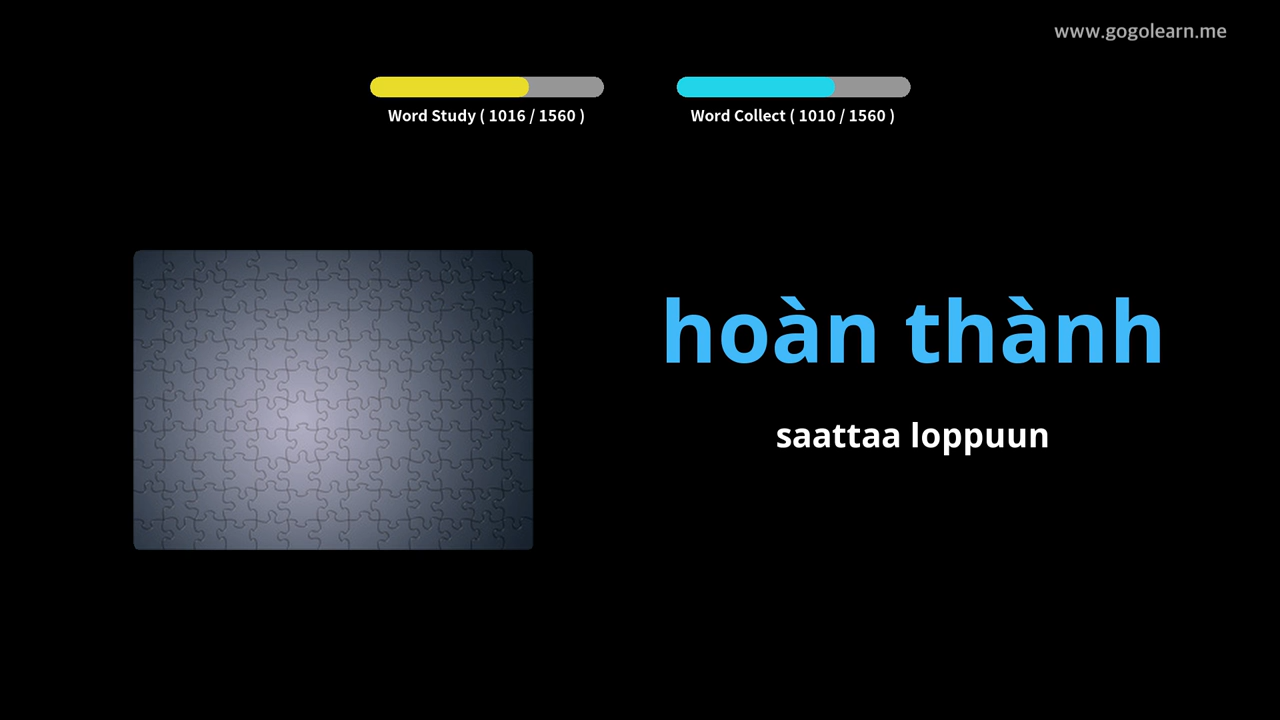 www.gogolearn.me
Word Study ( 1016 / 1560 )
Word Collect ( 1010 / 1560 )
hoàn thành
saattaa loppuun